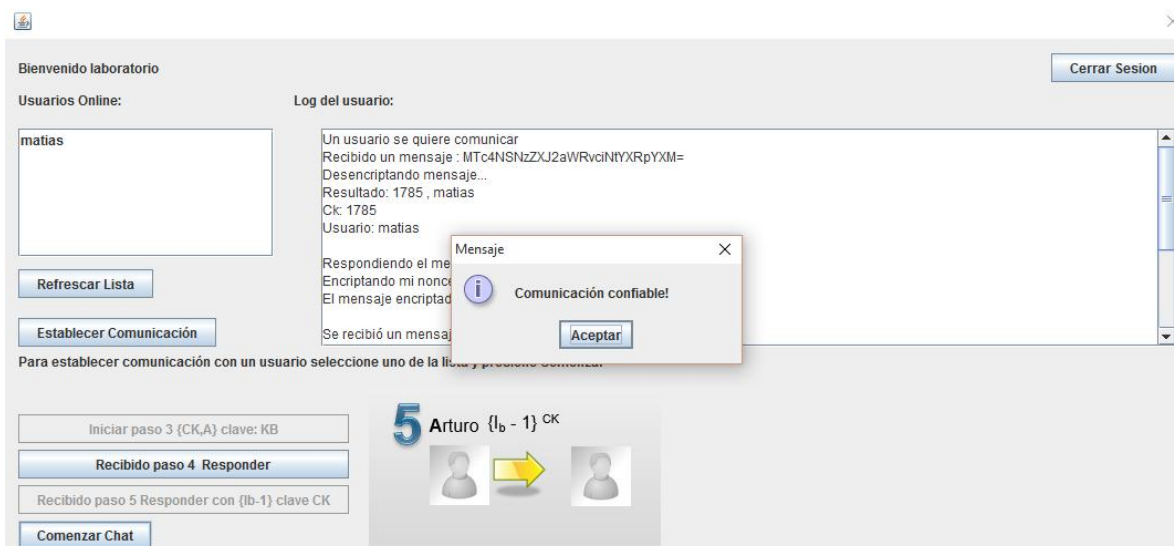 Bienvenido laboratorio
Cerrar Sesion
Usuarios Online:
Log del usuario:
matias
Un usuario se quiere comunicar
Recibido un mensaje : MTc4NSNzZXJ2aWRvciNtYXRpYXM=
Desencriptando mensaje...
Resultado: 1785 , matias
Ck: 1785
Usuario: matias
Respondiendo el me
Encriptando mi nonce
El mensaje encriptad
Se recibió un mensaj
Mensaje
Comunicación confiable!
Aceptar
Refrescar Lista
Establecer Comunicación
Para establecer comunicación con un usuario seleccione uno de la lista y presione Comenzar
Iniciar paso 3 {CK,A} clave: KB
Recibido paso 4 Responder
Recibido paso 5 Responder con {Ib-1} clave CK
Comenzar Chat
5 Arturo {Ib - 1} CK